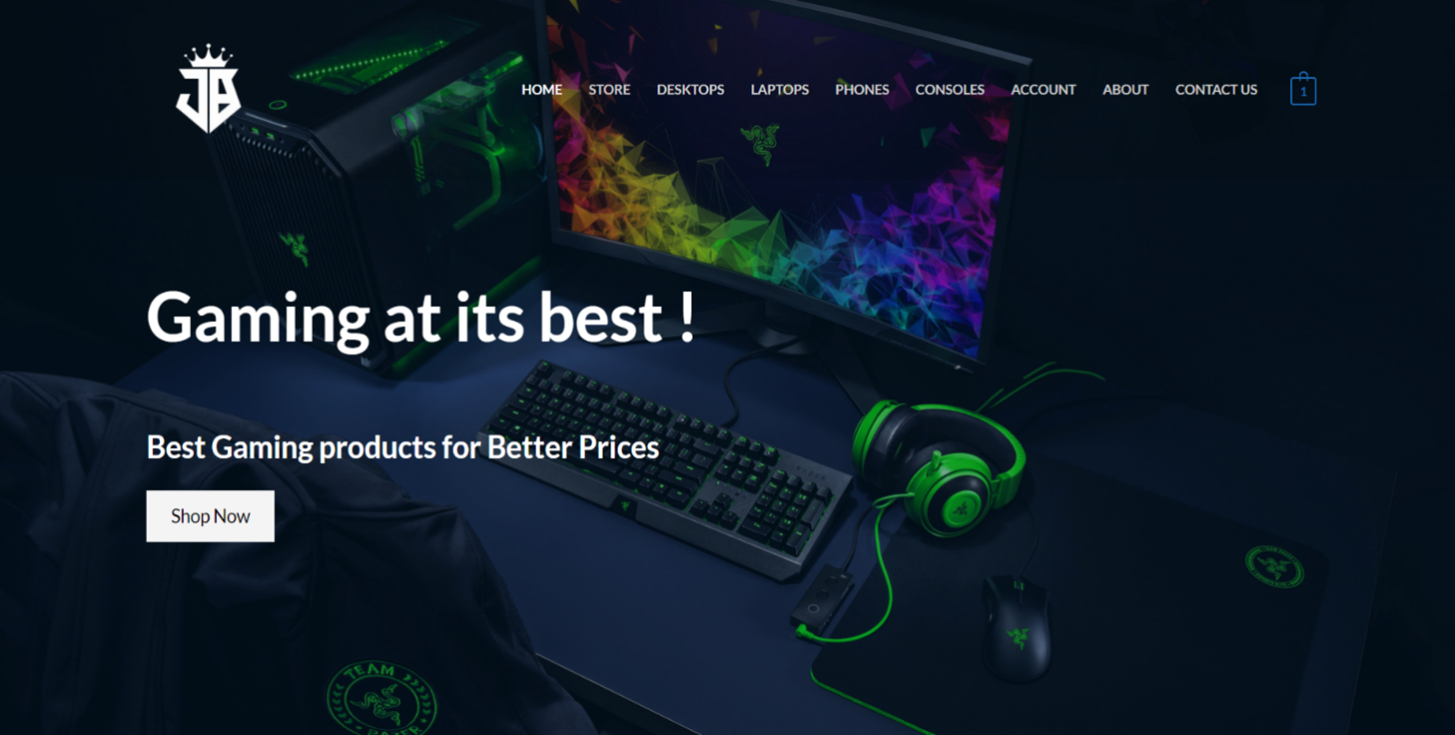 JB
HOME STORE DESKTOPS LAPTOPS PHONES CONSOLES ACCOUNT ABOUT CONTACT US 1
Gaming at its best !
Best Gaming products for Better Prices
Shop Now
TEAM
RAZER